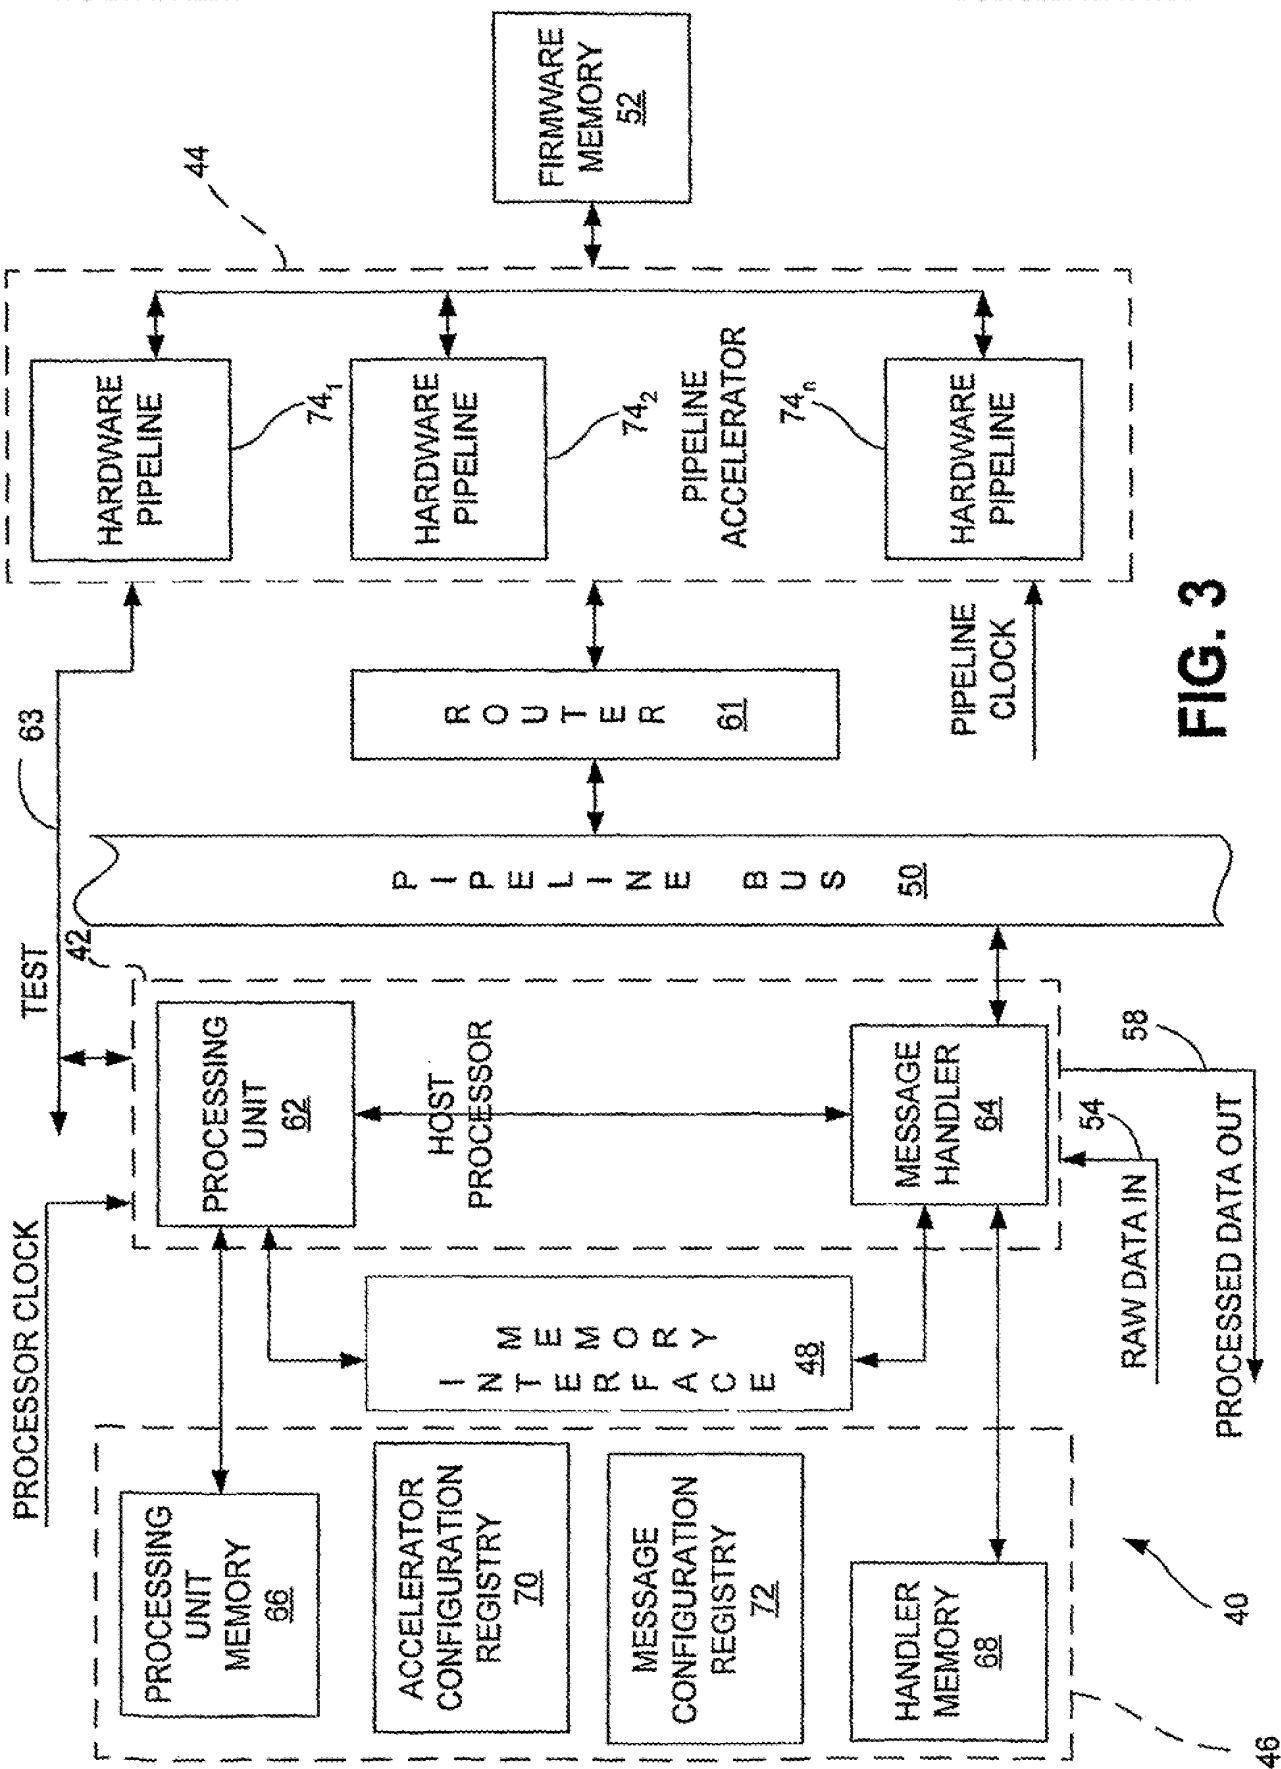 PROCESSOR CLOCK
TEST
63
42
44
PROCESSING
UNIT
MEMORY
66
ACCELERATOR
CONFIGURATION
REGISTRY
70
MESSAGE
CONFIGURATION
REGISTRY
72
HANDLER
MEMORY
68
46
40
MEMORY
INTERFACE
48
PROCESSING
UNIT
62
HOST
PROCESSOR
MESSAGE
HANDLER
64
RAW DATA IN
54
PROCESSED DATA OUT
58
PIPELINE BUS
50
ROUTER
61
PIPELINE
CLOCK
HARDWARE
PIPELINE
74₁
HARDWARE
PIPELINE
74₂
PIPELINE
ACCELERATOR
74ₙ
HARDWARE
PIPELINE
FIRMWARE
MEMORY
52
FIG. 3